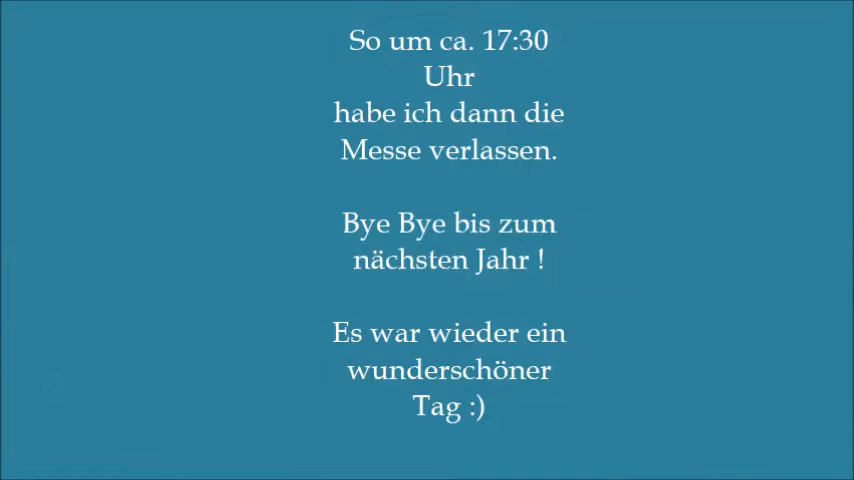 So um ca. 17:30
Uhr
habe ich dann die
Messe verlassen.
Bye Bye bis zum
nächsten Jahr !
Es war wieder ein
wunderschöner
Tag :)